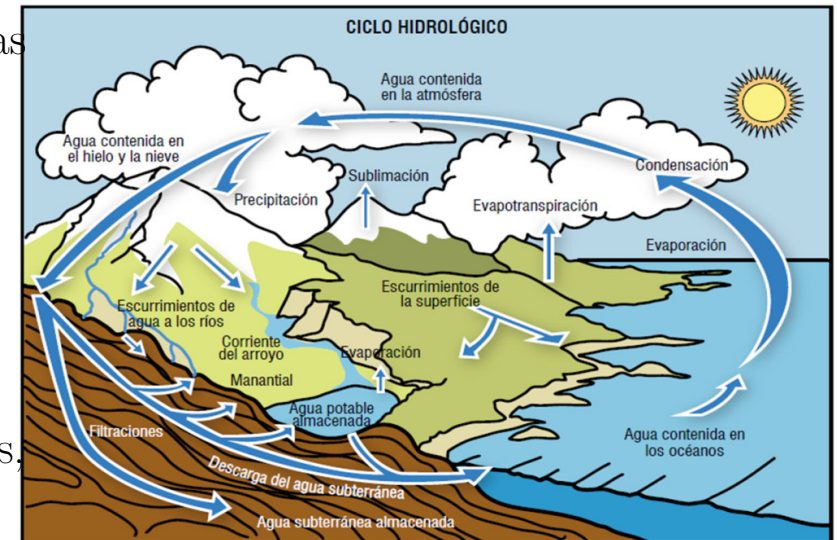 as
CICLO HIDROLÓGICO
Agua contenida
en la atmósfera
Agua contenida en
el hielo y la nieve
Condensación
Sublimación
Precipitación
Evapotranspiración
Evaporación
Escurrimientos de
la superficie
Escurrimientos de
agua a los ríos
Corriente
del arroyo
Evaporación
Manantial
Agua potable
almacenada
Filtraciones
Agua contenida en
los océanos
s,
Descarga del agua subterránea
Agua subterránea almacenada